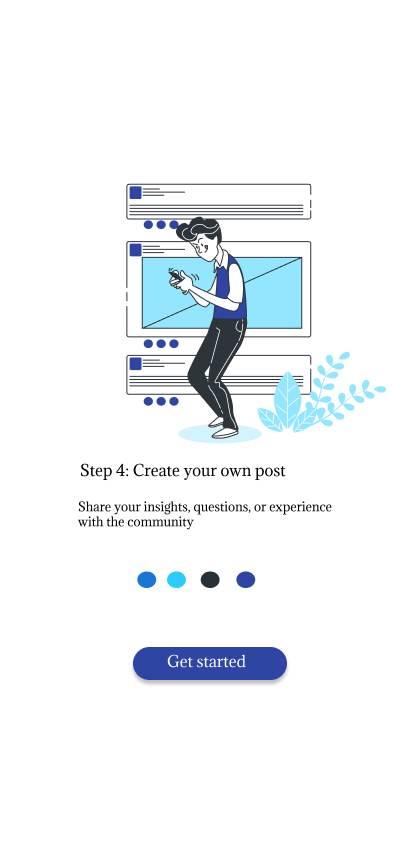 Step 4: Create your own post
Share your insights, questions, or experience
with the community
Get started